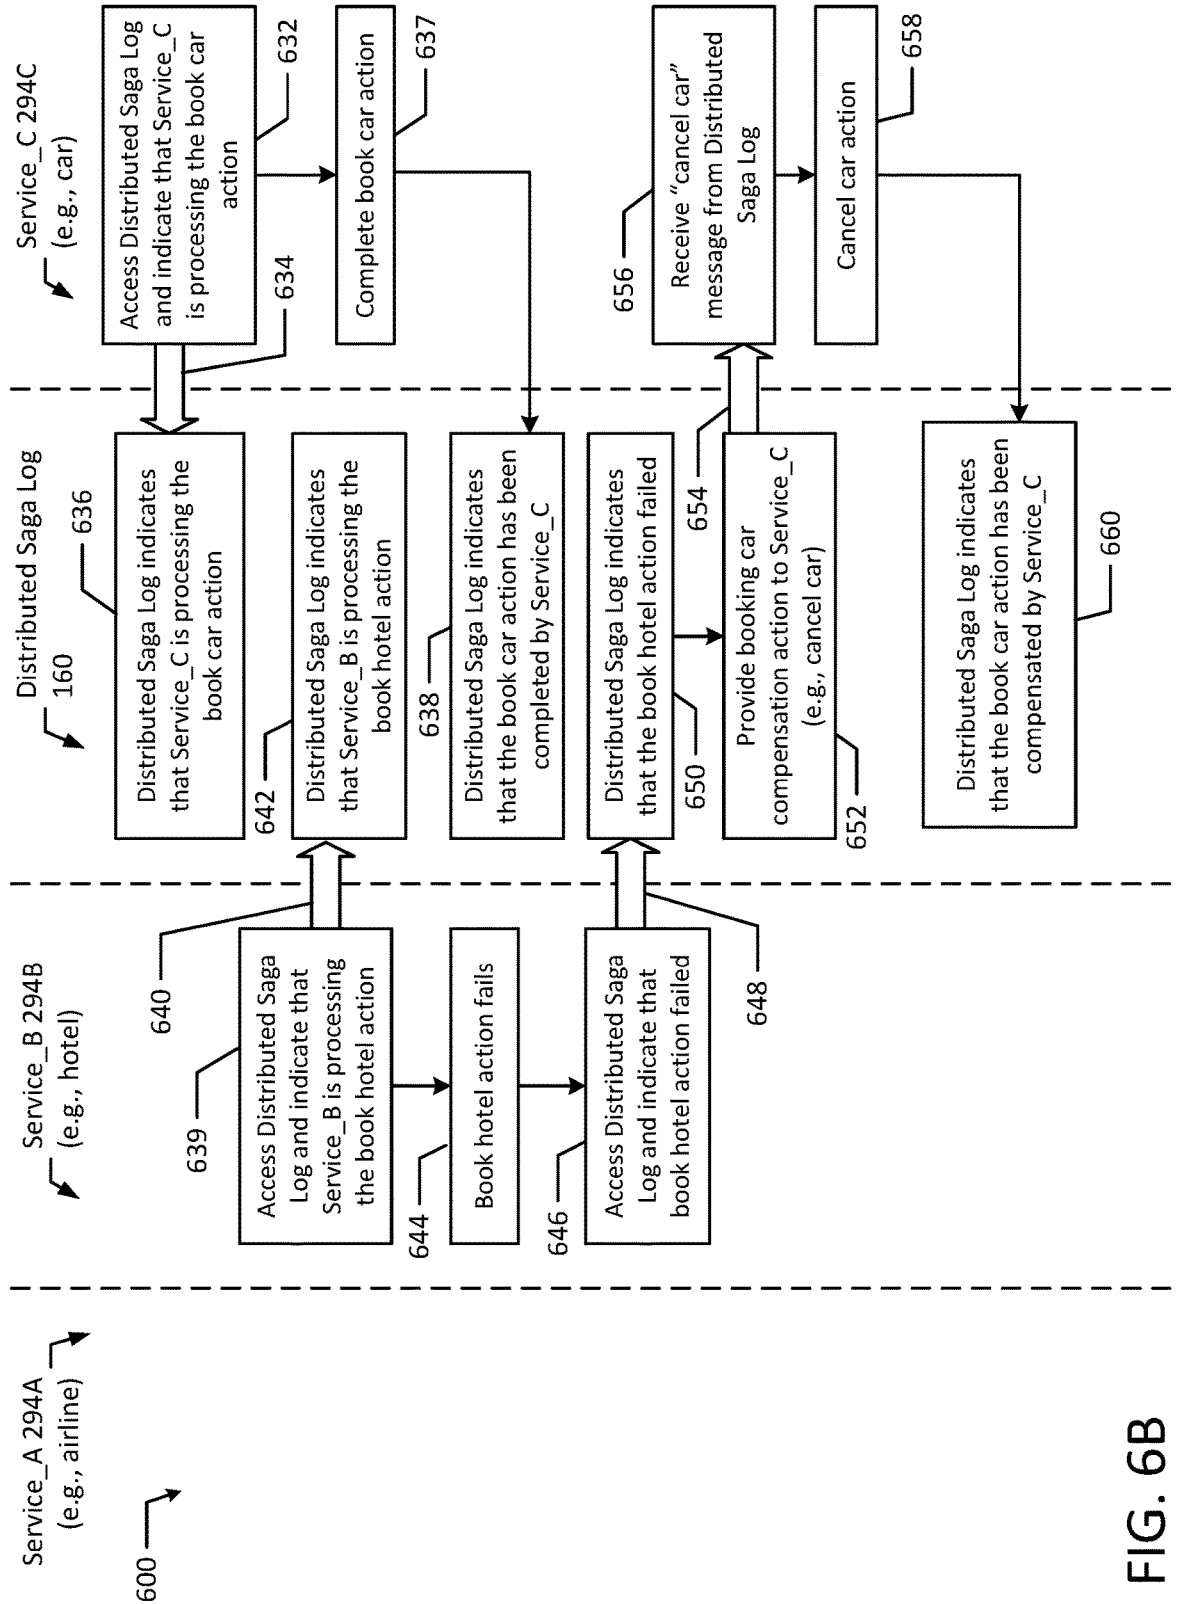 600
Service_A 294A
(e.g., airline)
Service_B 294B
(e.g., hotel)
Distributed Saga Log
160
Service_C 294C
(e.g., car)
639
Access Distributed Saga
Log and indicate that
Service_B is processing
the book hotel action
640
644
Book hotel action fails
646
Access Distributed Saga
Log and indicate that
book hotel action failed
648
636
Distributed Saga Log indicates
that Service_C is processing the
book car action
642
Distributed Saga Log indicates
that Service_B is processing the
book hotel action
638
Distributed Saga Log indicates
that the book car action has been
completed by Service_C
Distributed Saga Log indicates
that the book hotel action failed
650
654
Provide booking car
compensation action to Service_C
(e.g., cancel car)
652
Distributed Saga Log indicates
that the book car action has been
compensated by Service_C
660
Access Distributed Saga Log
and indicate that Service_C
is processing the book car
action
632
634
637
Complete book car action
656
Receive “cancel car”
message from Distributed
Saga Log
Cancel car action
658
FIG. 6B